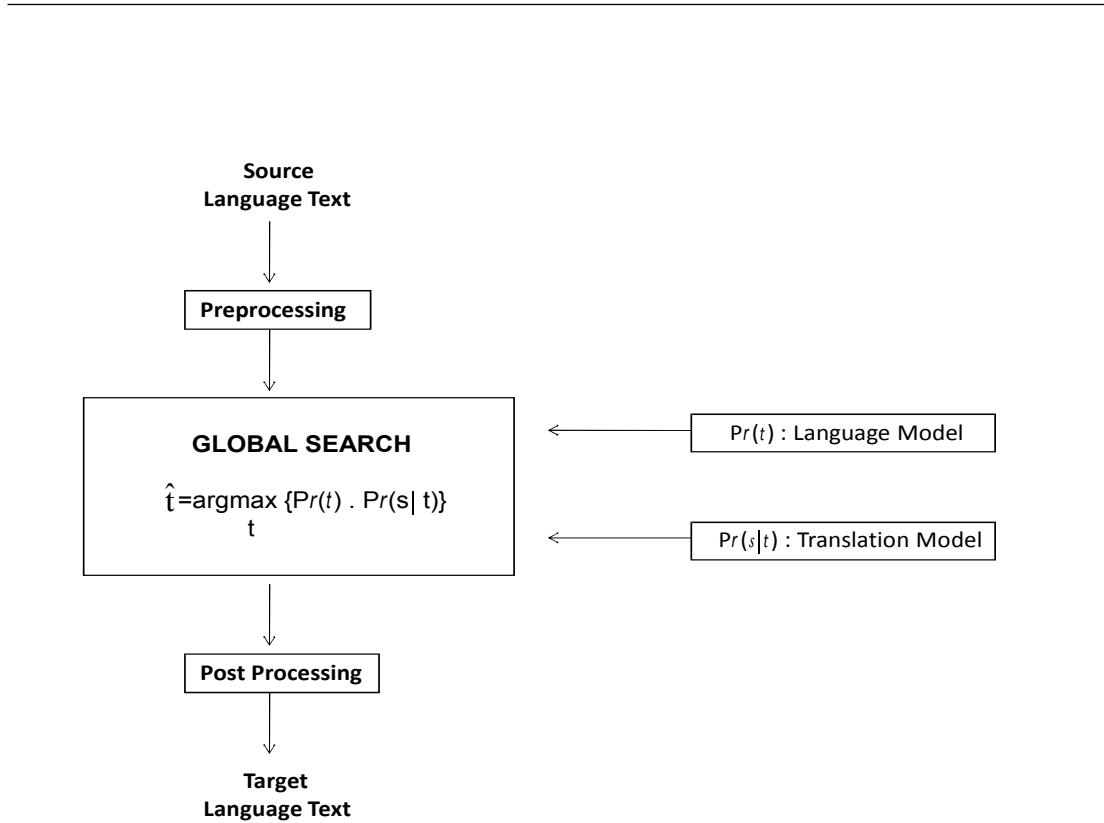 Source
Language Text
Preprocessing
GLOBAL SEARCH
t̂=argmax {Pr(t) . Pr(s| t)}
t
Pr(t) : Language Model
Pr(s|t) : Translation Model
Post Processing
Target
Language Text